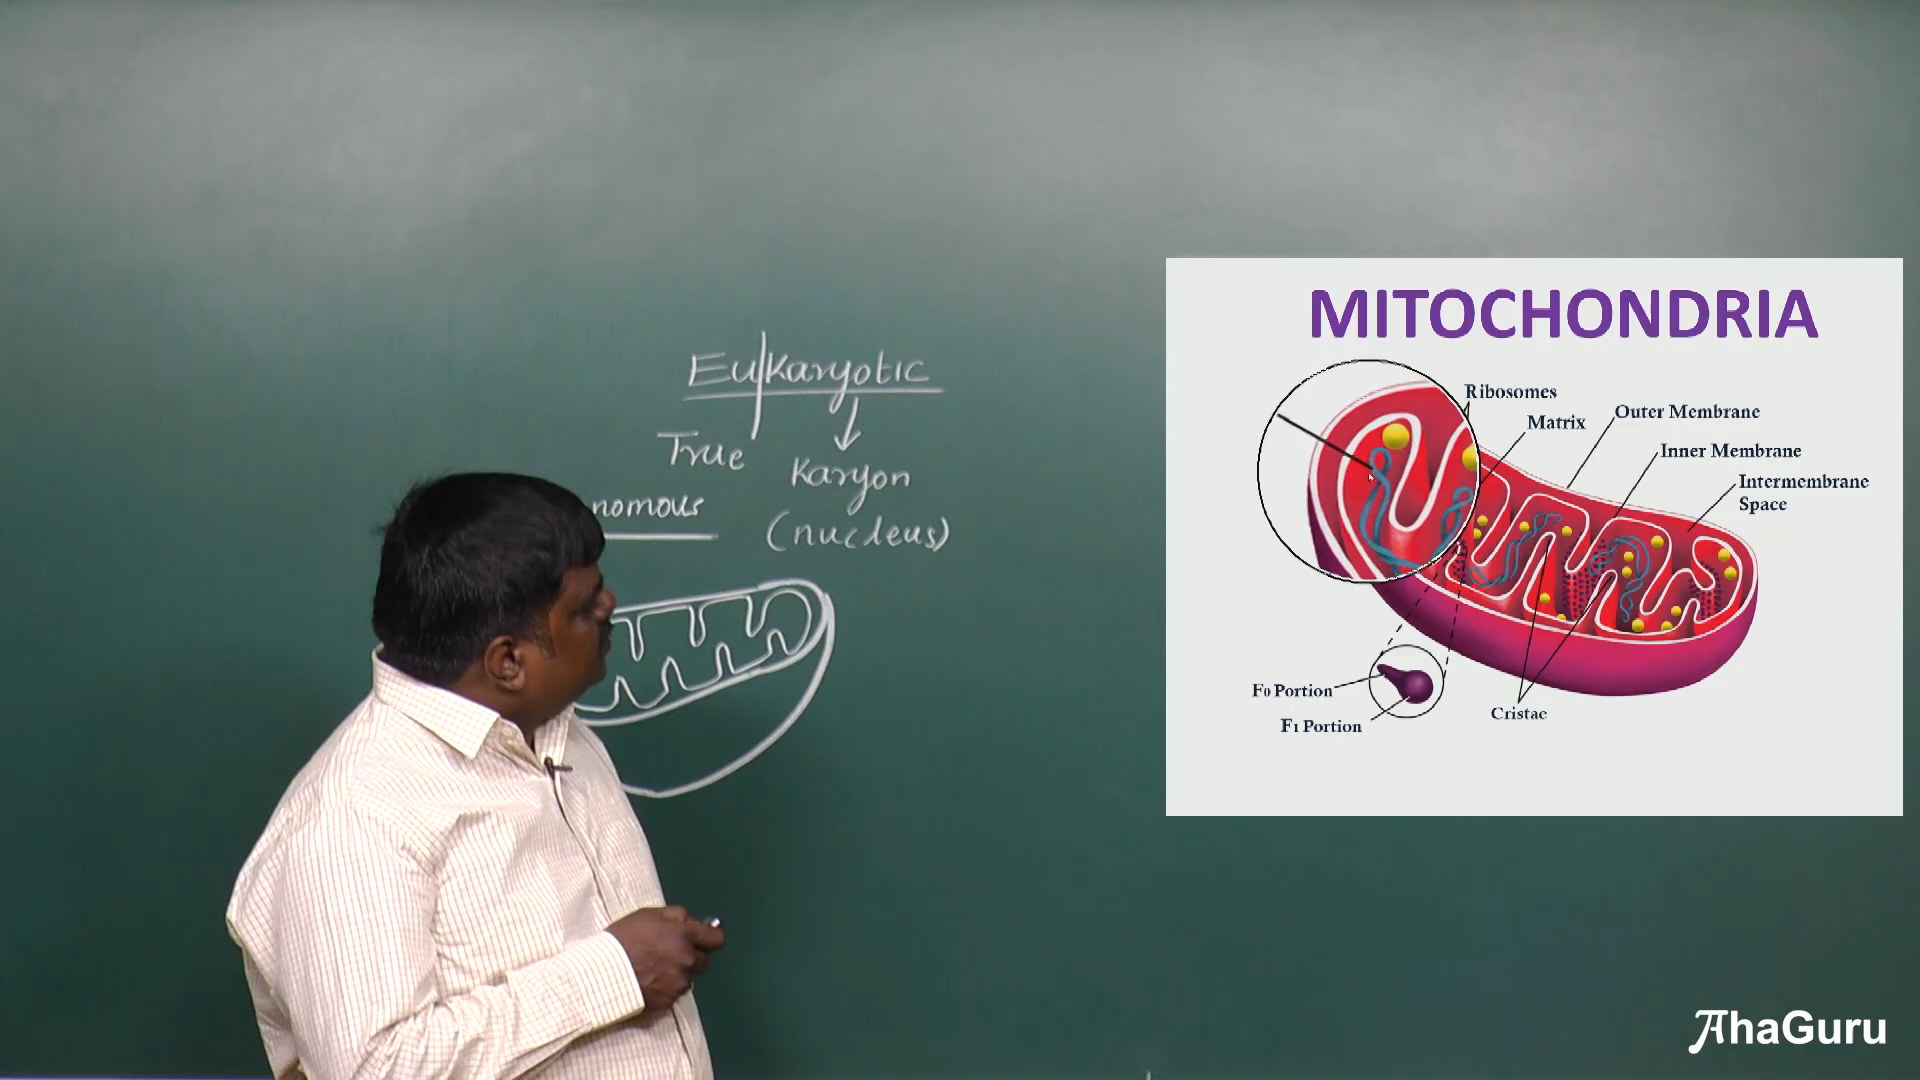 Eukaryotic
True
Karyon
(nucleus)
nomous
MITOCHONDRIA
Ribosomes
Matrix
Outer Membrane
Inner Membrane
Intermembrane
Space
F0 Portion
F1 Portion
Cristae
AhaGuru